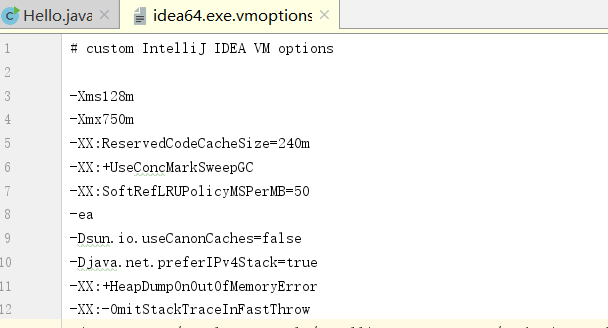 Hello.java
idea64.exe.vmoptions
1 # custom IntelliJ IDEA VM options
2
3 -Xms128m
4 -Xmx750m
5 -XX:ReservedCodeCacheSize=240m
6 -XX:+UseConcMarkSweepGC
7 -XX:SoftRefLRUPolicyMSPerMB=50
8 -ea
9 -Dsun.io.useCanonCaches=false
10 -Djava.net.preferIPv4Stack=true
11 -XX:+HeapDumpOnOutOfMemoryError
12 -XX:-OmitStackTraceInFastThrow